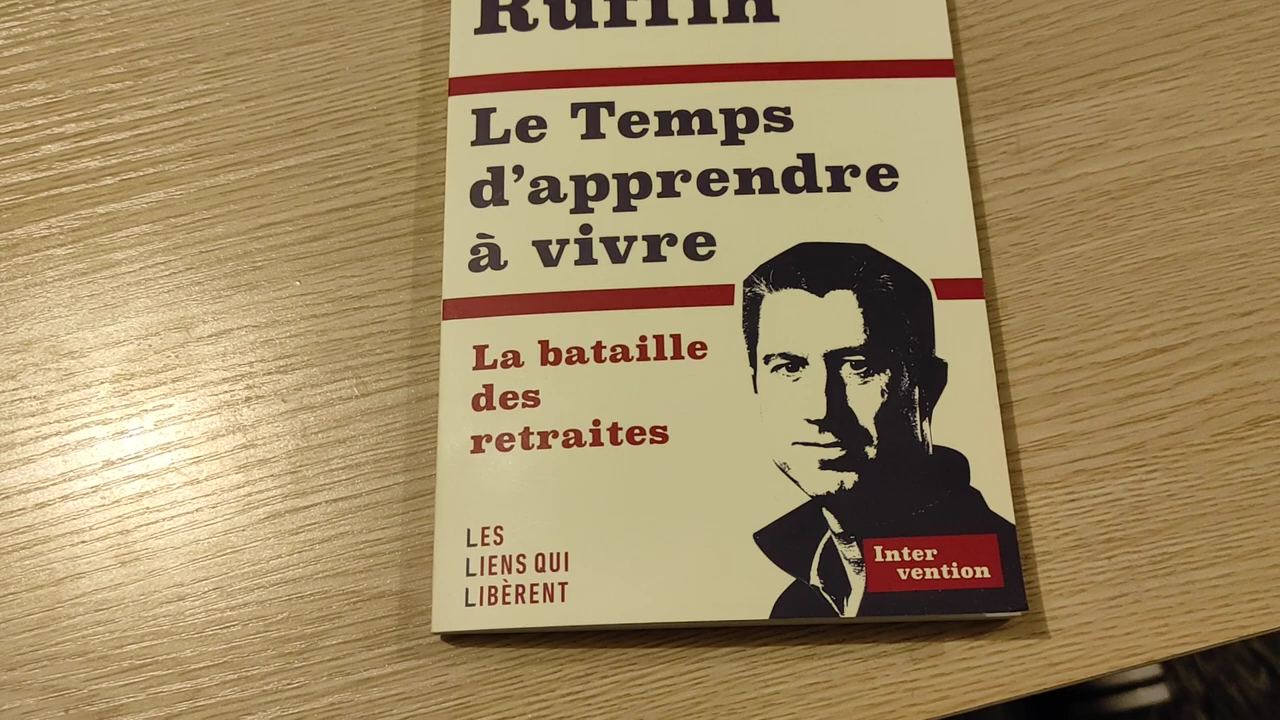 Ruffin
Le Temps
d'apprendre
à vivre
La bataille
des
retraites
LES
LIENS QUI
LIBÈRENT
Inter
vention